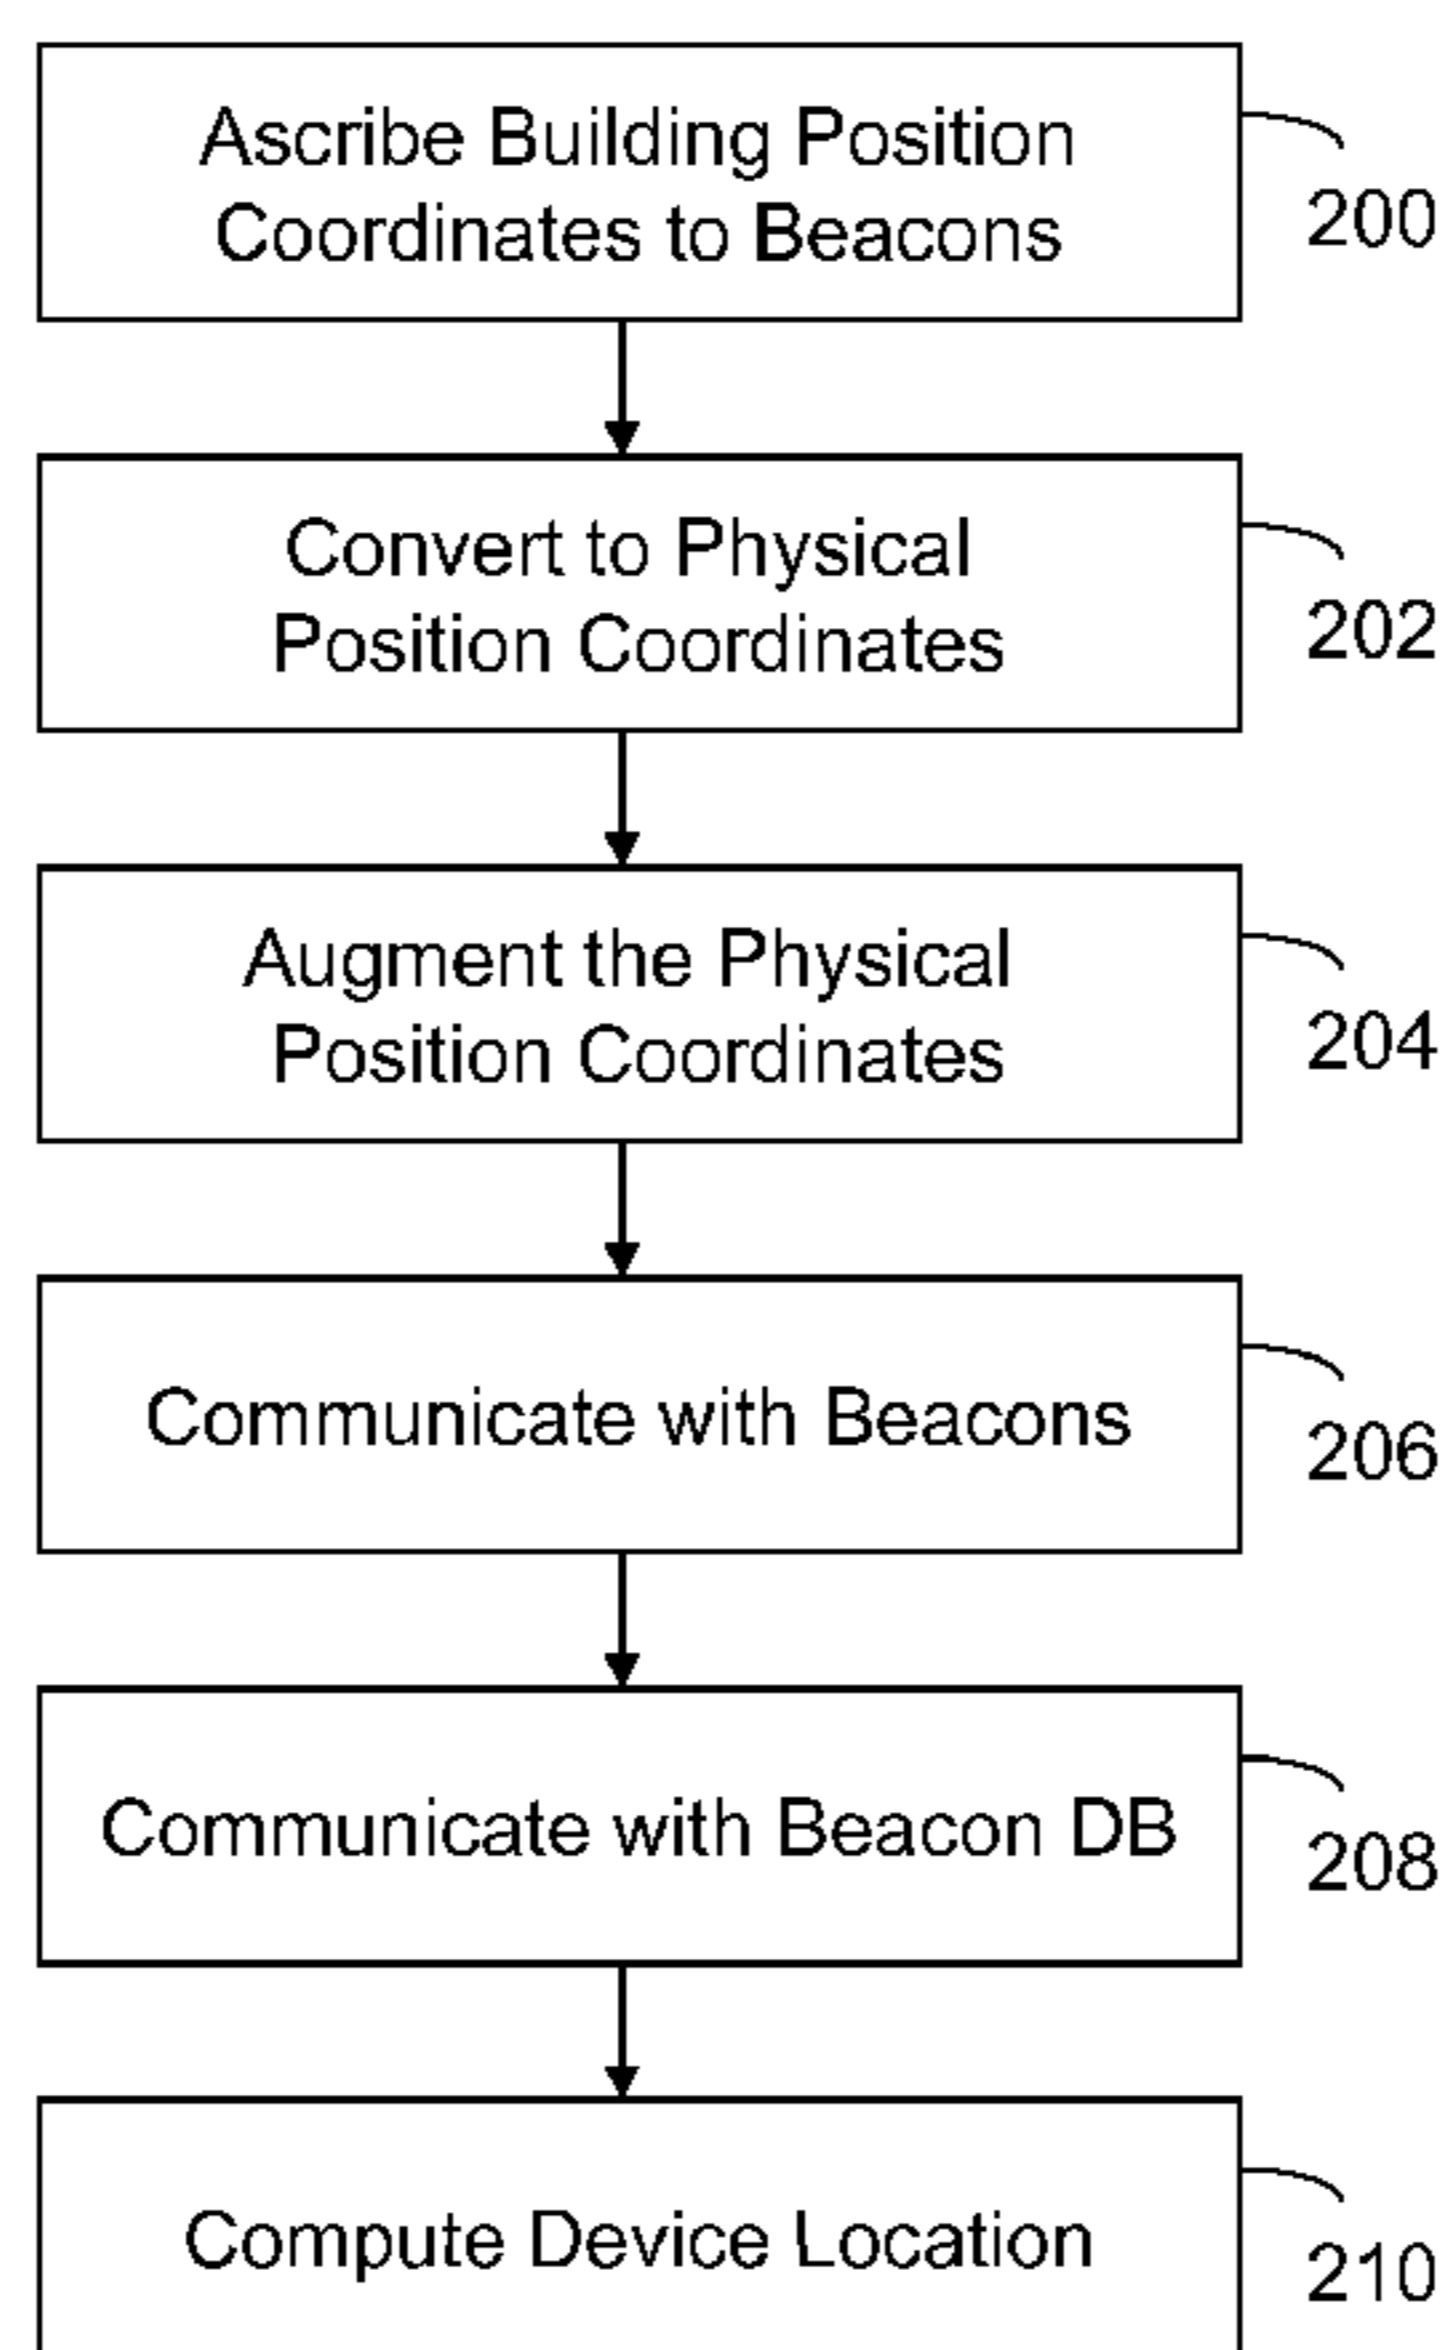 Ascribe Building Position
Coordinates to Beacons
200
Convert to Physical
Position Coordinates
202
Augment the Physical
Position Coordinates
204
Communicate with Beacons
206
Communicate with Beacon DB
208
Compute Device Location
210